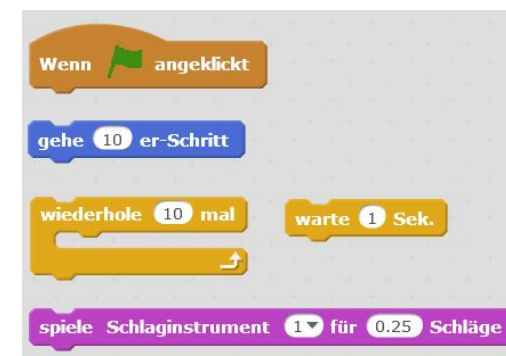 Wenn angeklickt
gehe 10 er-Schritt
wiederhole 10 mal
warte 1 Sek.
spiele Schlaginstrument 1 für 0.25 Schläge